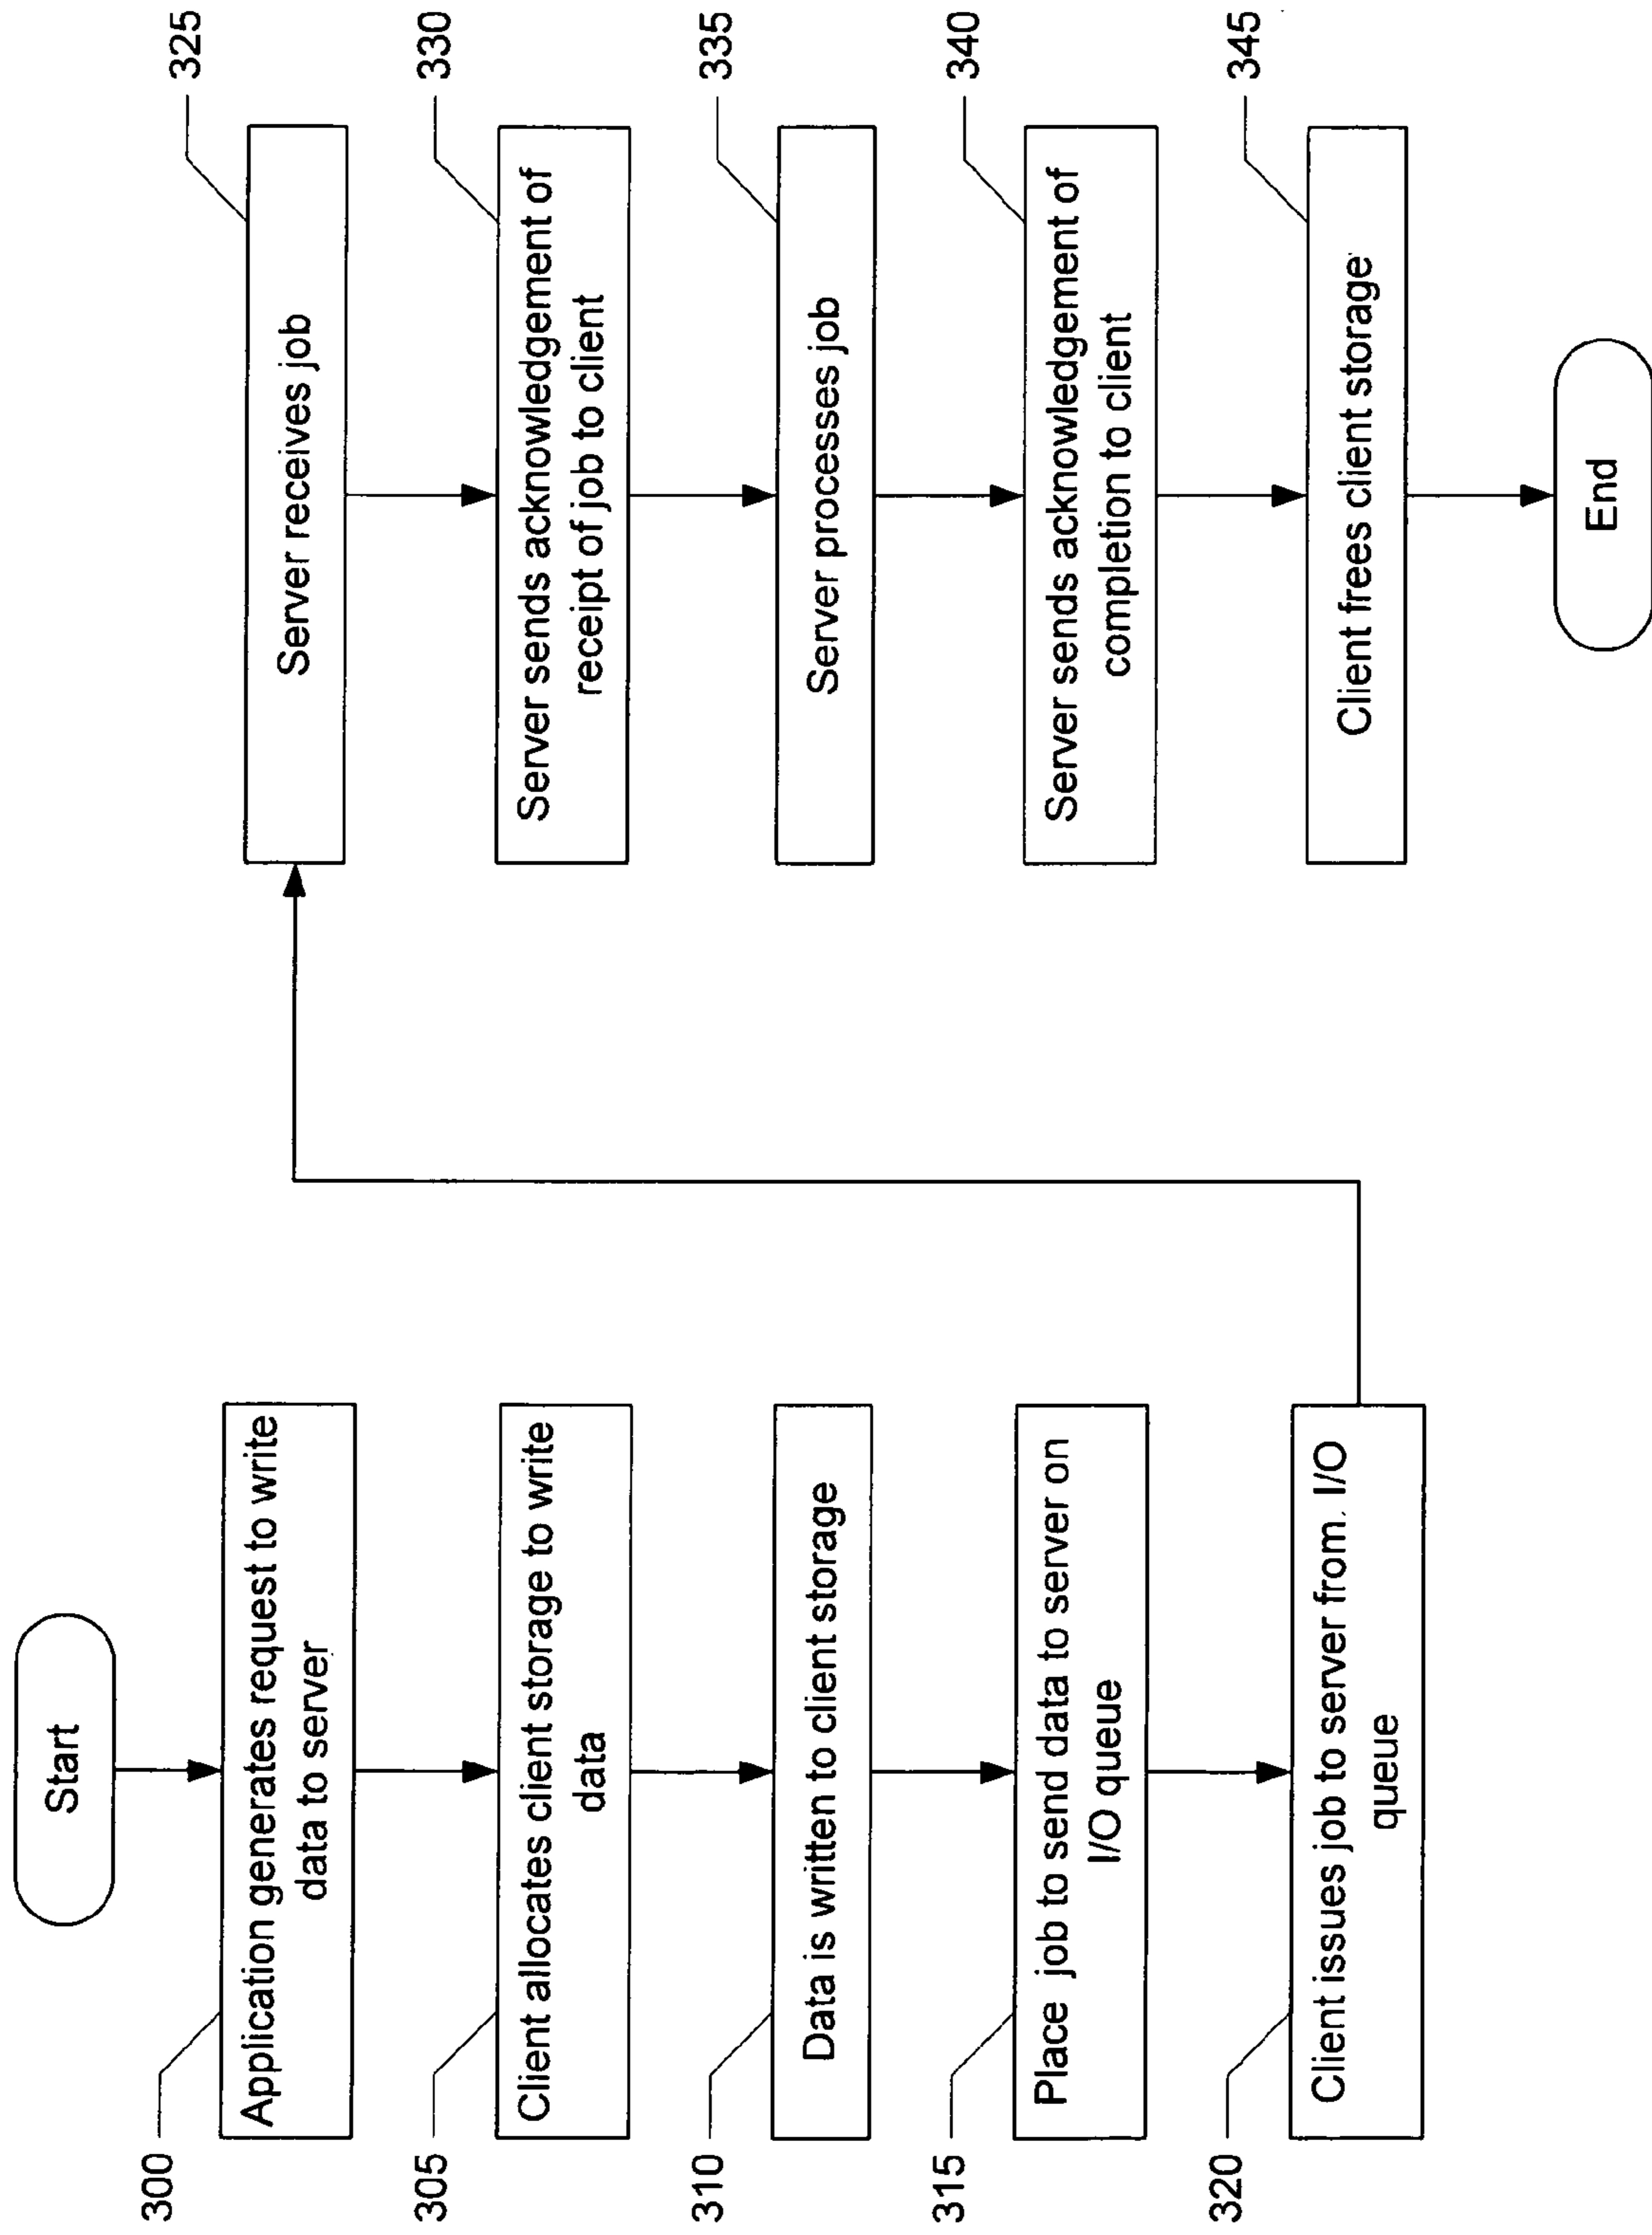 Start
300
Application generates request to write
data to server
305
Client allocates client storage to write
data
310
Data is written to client storage
315
Place job to send data to server on
I/O queue
320
Client issues job to server from. I/O
queue
325
Server receives job
330
Server sends acknowledgement of
receipt of job to client
335
Server processes job
340
Server sends acknowledgement of
completion to client
345
Client frees client storage
End